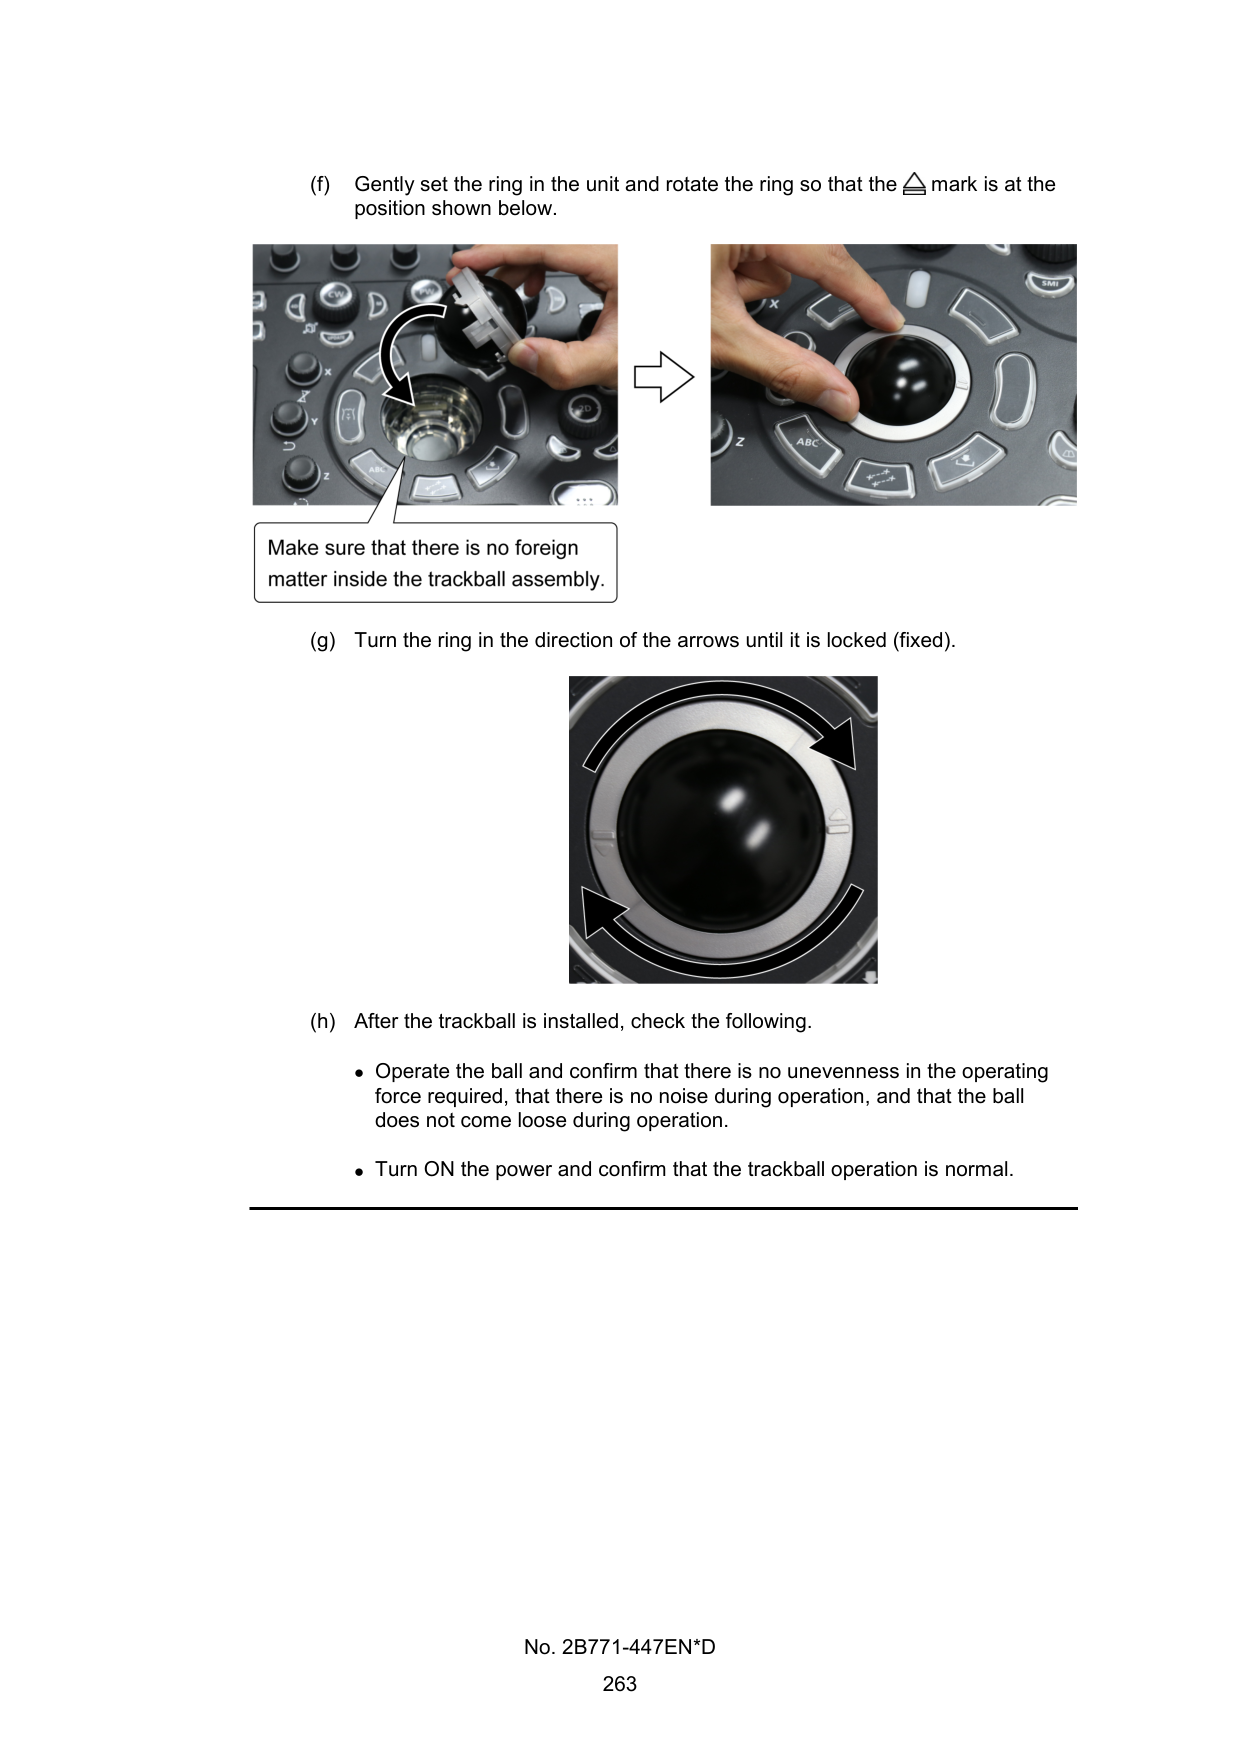 (f) Gently set the ring in the unit and rotate the ring so that the mark is at the
position shown below.
CW
X
Y
Z
ABC
2D
X
Z
ABC
SMI
Make sure that there is no foreign
matter inside the trackball assembly.
(g) Turn the ring in the direction of the arrows until it is locked (fixed).
(h) After the trackball is installed, check the following.
• Operate the ball and confirm that there is no unevenness in the operating
force required, that there is no noise during operation, and that the ball
does not come loose during operation.
• Turn ON the power and confirm that the trackball operation is normal.
No. 2B771-447EN*D
263